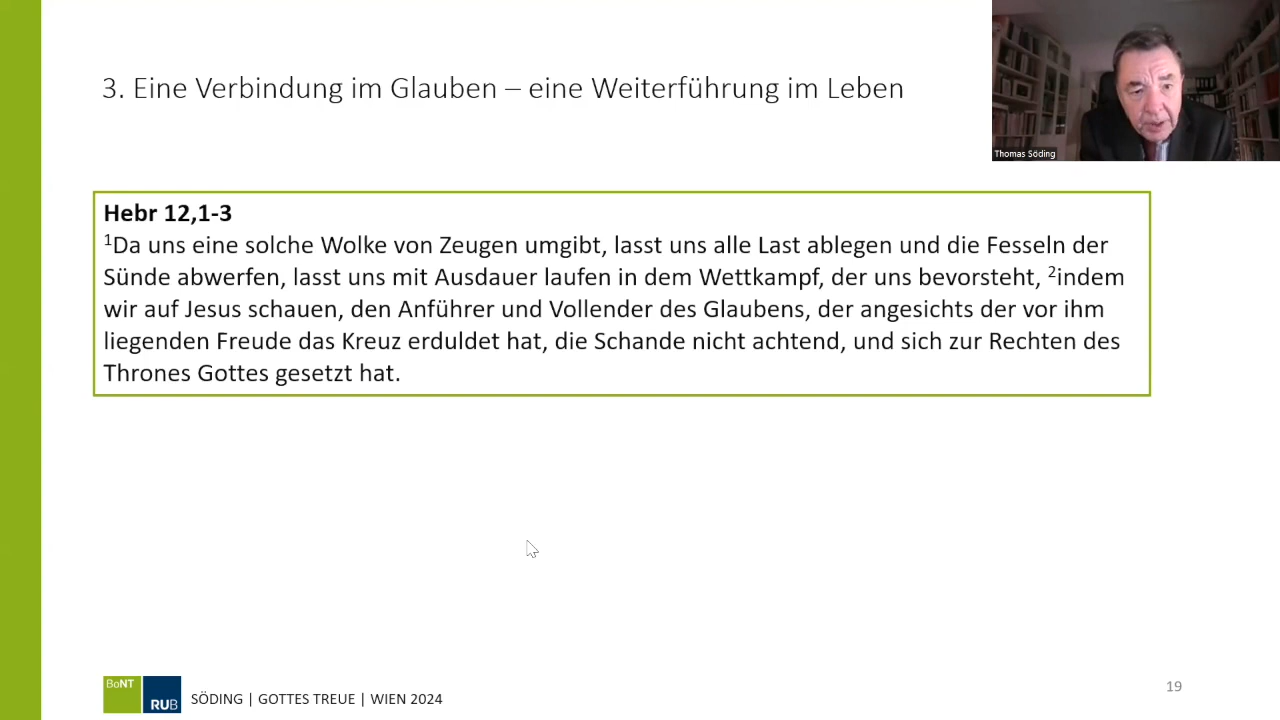 3. Eine Verbindung im Glauben – eine Weiterführung im Leben
Thomas Söding
Hebr 12,1-3
¹Da uns eine solche Wolke von Zeugen umgibt, lasst uns alle Last ablegen und die Fesseln der
Sünde abwerfen, lasst uns mit Ausdauer laufen in dem Wettkampf, der uns bevorsteht, ²indem
wir auf Jesus schauen, den Anführer und Vollender des Glaubens, der angesichts der vor ihm
liegenden Freude das Kreuz erduldet hat, die Schande nicht achtend, und sich zur Rechten des
Thrones Gottes gesetzt hat.
BoNT
RUB
SÖDING | GOTTES TREUE | WIEN 2024
19